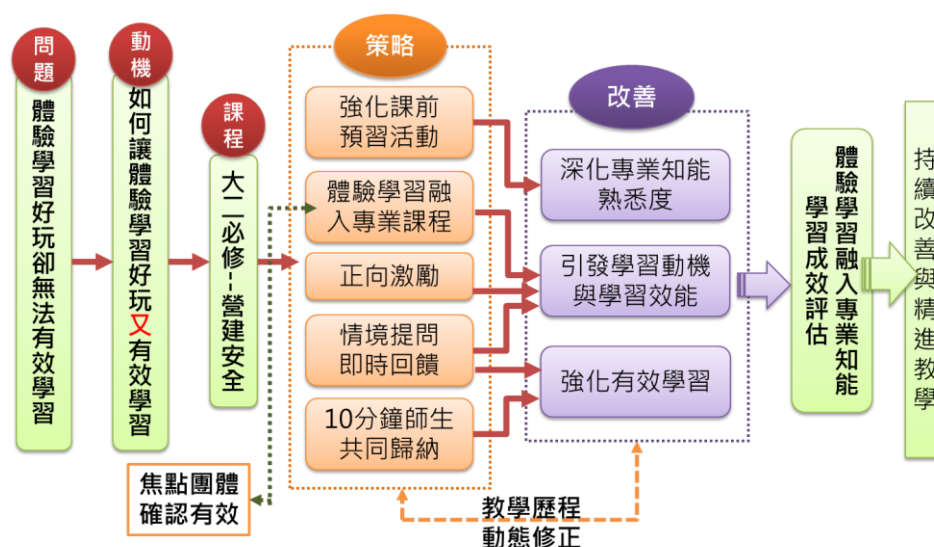 問題
體驗學習好玩卻無法有效學習
動機
如何讓體驗學習好玩又有效學習
課程
大二必修--營建安全
策略
強化課前
預習活動
體驗學習融
入專業課程
正向激勵
情境提問
即時回饋
10分鐘師生
共同歸納
焦點團體
確認有效
改善
深化專業知能
熟悉度
引發學習動機
與學習效能
強化有效學習
教學歷程
動態修正
體驗學習融入專業知能
學習成效評估
持續改善與精進教學